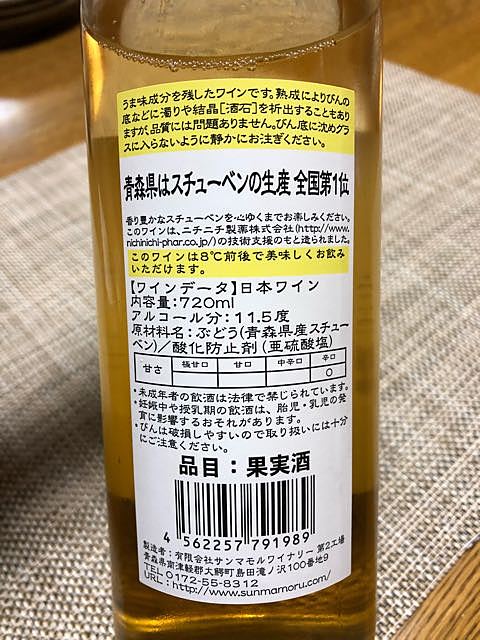 うま味成分を残したワインです。熟成によりびんの
底などに濁りや結晶[酒石]を析出することもあり
ますが、品質には問題ありません。びん底に沈めグラ
スに入らないように静かにお注ぎください。
青森県はスチューベンの生産 全国第1位
香り豊かなスチューベンを心ゆくまでお楽しみください。
このワインは、ニチニチ製薬株式会社(http://www.
nichinichi-phar.co.jp/)の技術支援のもと造られました。
このワインは8℃前後で美味しくお飲み
いただけます。
【ワインデータ】日本ワイン
内容量:720ml
アルコール分:11.5度
原材料名:ぶどう(青森県産スチュー
ベン)/酸化防止剤(亜硫酸塩)
甘さ 極甘口 甘口 中辛口 辛口
○
・未成年者の飲酒は法律で禁じられています。
・妊娠中や授乳期の飲酒は、胎児・乳児の発
育に影響するおそれがあります。
・びんは破損しやすいので取り扱いには十分
にご注意ください。
品目:果実酒
4 562257 791989
製造者:有限会社サンマモルワイナリー 第2工場
青森県南津軽郡大鰐町島田滝ノ沢100番地9
TEL 0172-55-8312
URL:http://www.sunmamoru.com/